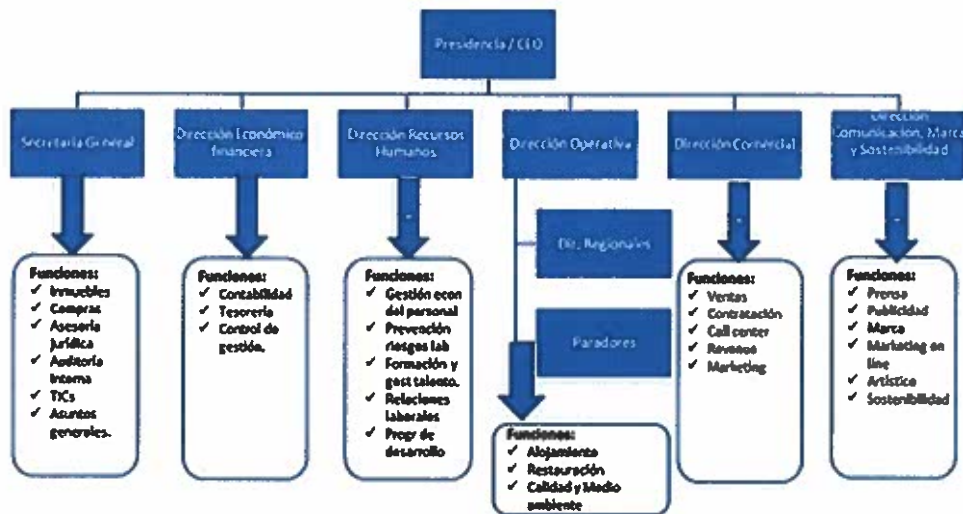 Presidencia / CEO
Secretaría General
Dirección Económico
financiera
Dirección Recursos
Humanos
Dirección Operativa
Dirección Comercial
Dirección
Comunicación, Marca
y Sostenibilidad
Dir. Regionales
Paradores
Funciones:
✓ Inmuebles
✓ Compras
✓ Asesoría
Jurídica
✓ Auditoría
Interna
✓ TICs
✓ Asuntos
generales.
Funciones:
✓ Contabilidad
✓ Tesorería
✓ Control de
gestión.
Funciones:
✓ Gestión econ
del personal
✓ Prevención
riesgos lab
✓ Formación y
gest talento.
✓ Relaciones
laborales
✓ Progr de
desarrollo
Funciones:
✓ Alojamiento
✓ Restauración
✓ Calidad y Medio
ambiente
Funciones:
✓ Ventas
✓ Contratación
✓ Call center
✓ Revenue
✓ Marketing
Funciones:
✓ Prensa
✓ Publicidad
✓ Marca
✓ Marketing on
line
✓ Artístico
✓ Sostenibilidad